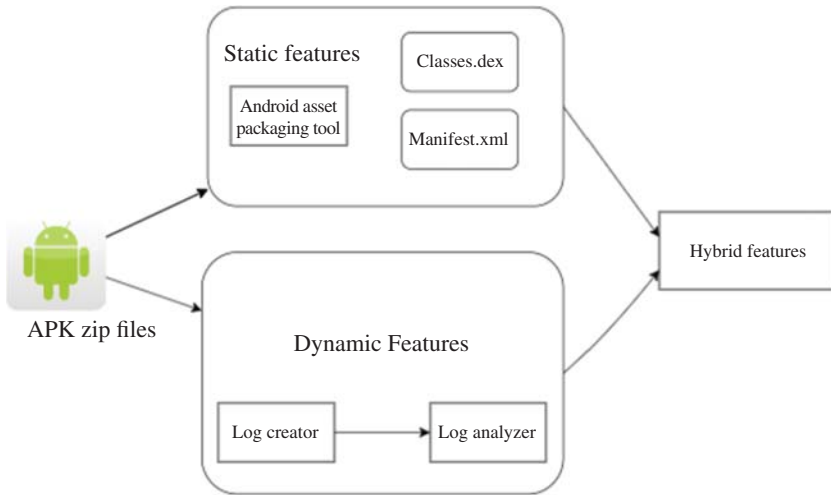 Static features
Classes.dex
Android asset
packaging tool
Manifest.xml
APK zip files
Hybrid features
Dynamic Features
Log creator
Log analyzer